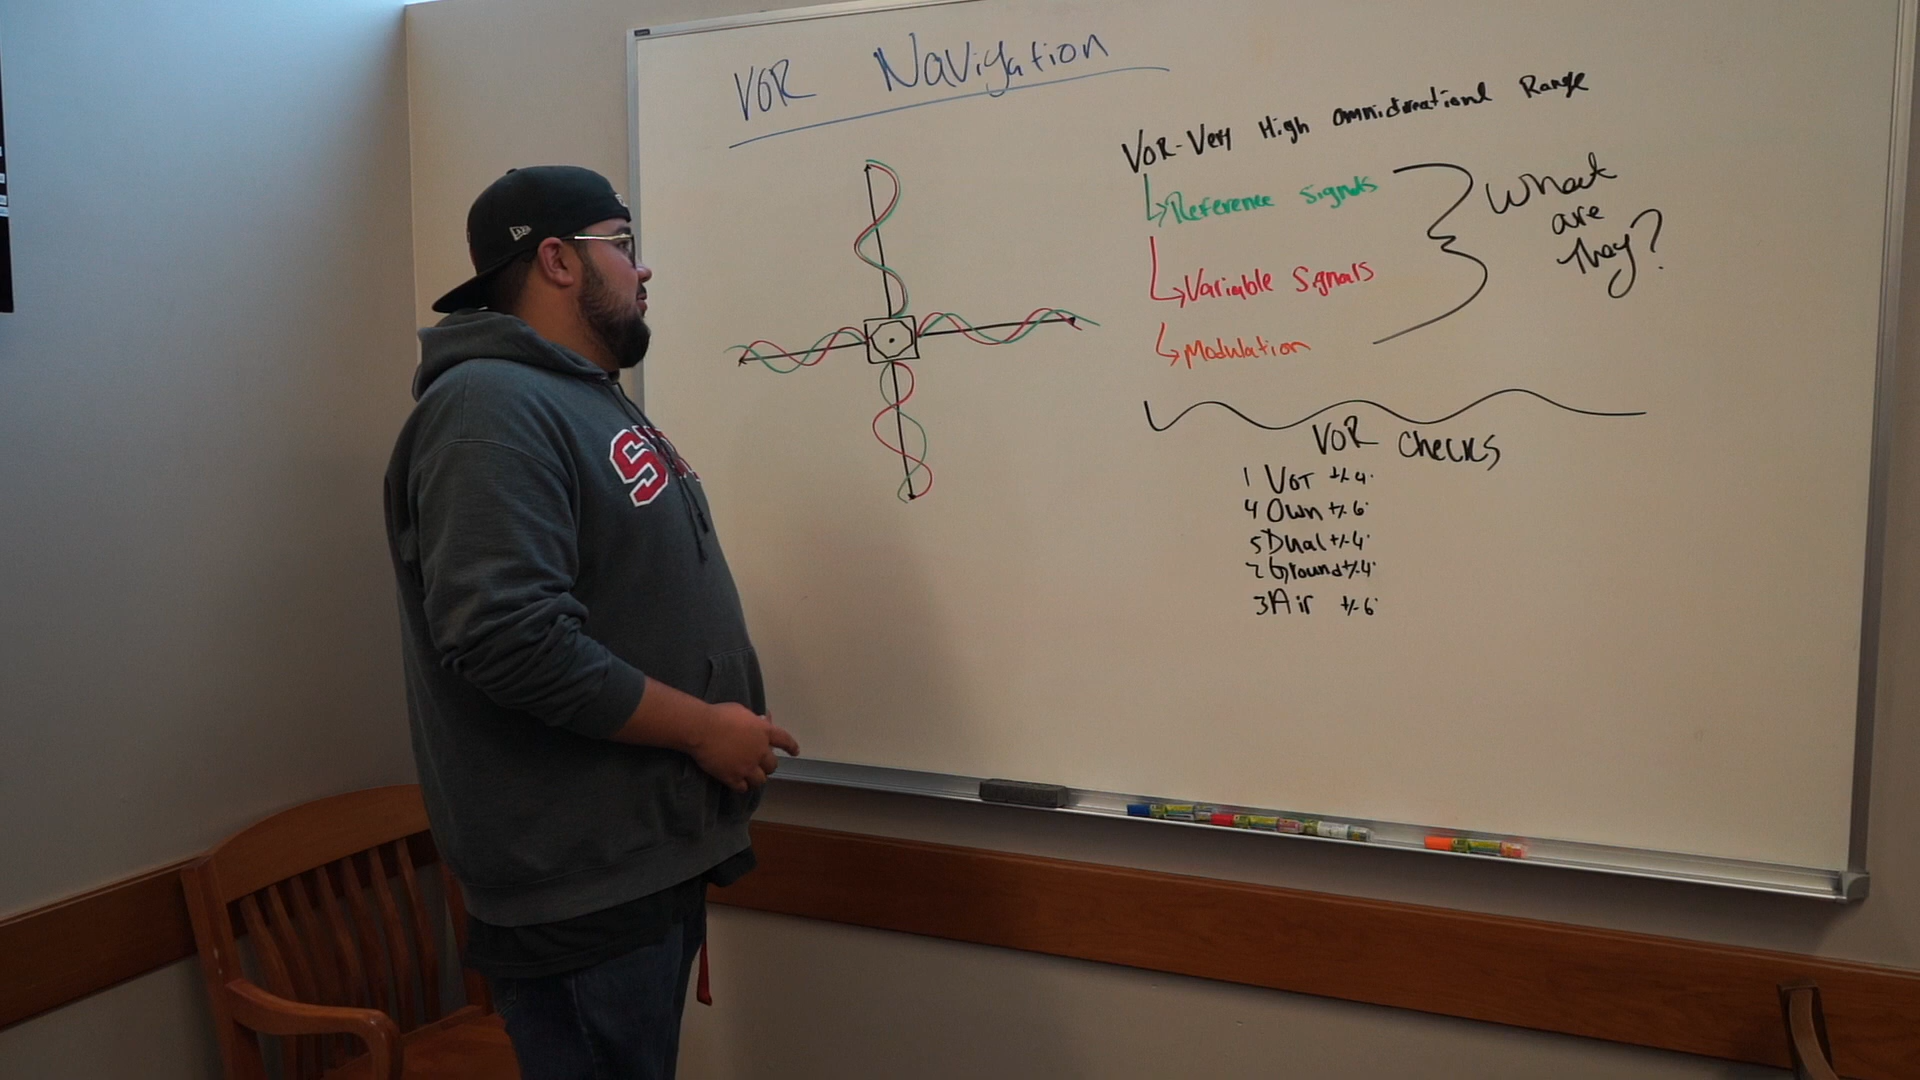 VOR Navigation
VOR-Very High Omnidireational Range
Reference Signals
Variable Signals
Modulation
What
are
they?
VOR Checks
1 VOT +/- 4°
4 Own +/- 6°
5 Dual +/- 4°
2 Ground +/- 4°
3 Air +/- 6°